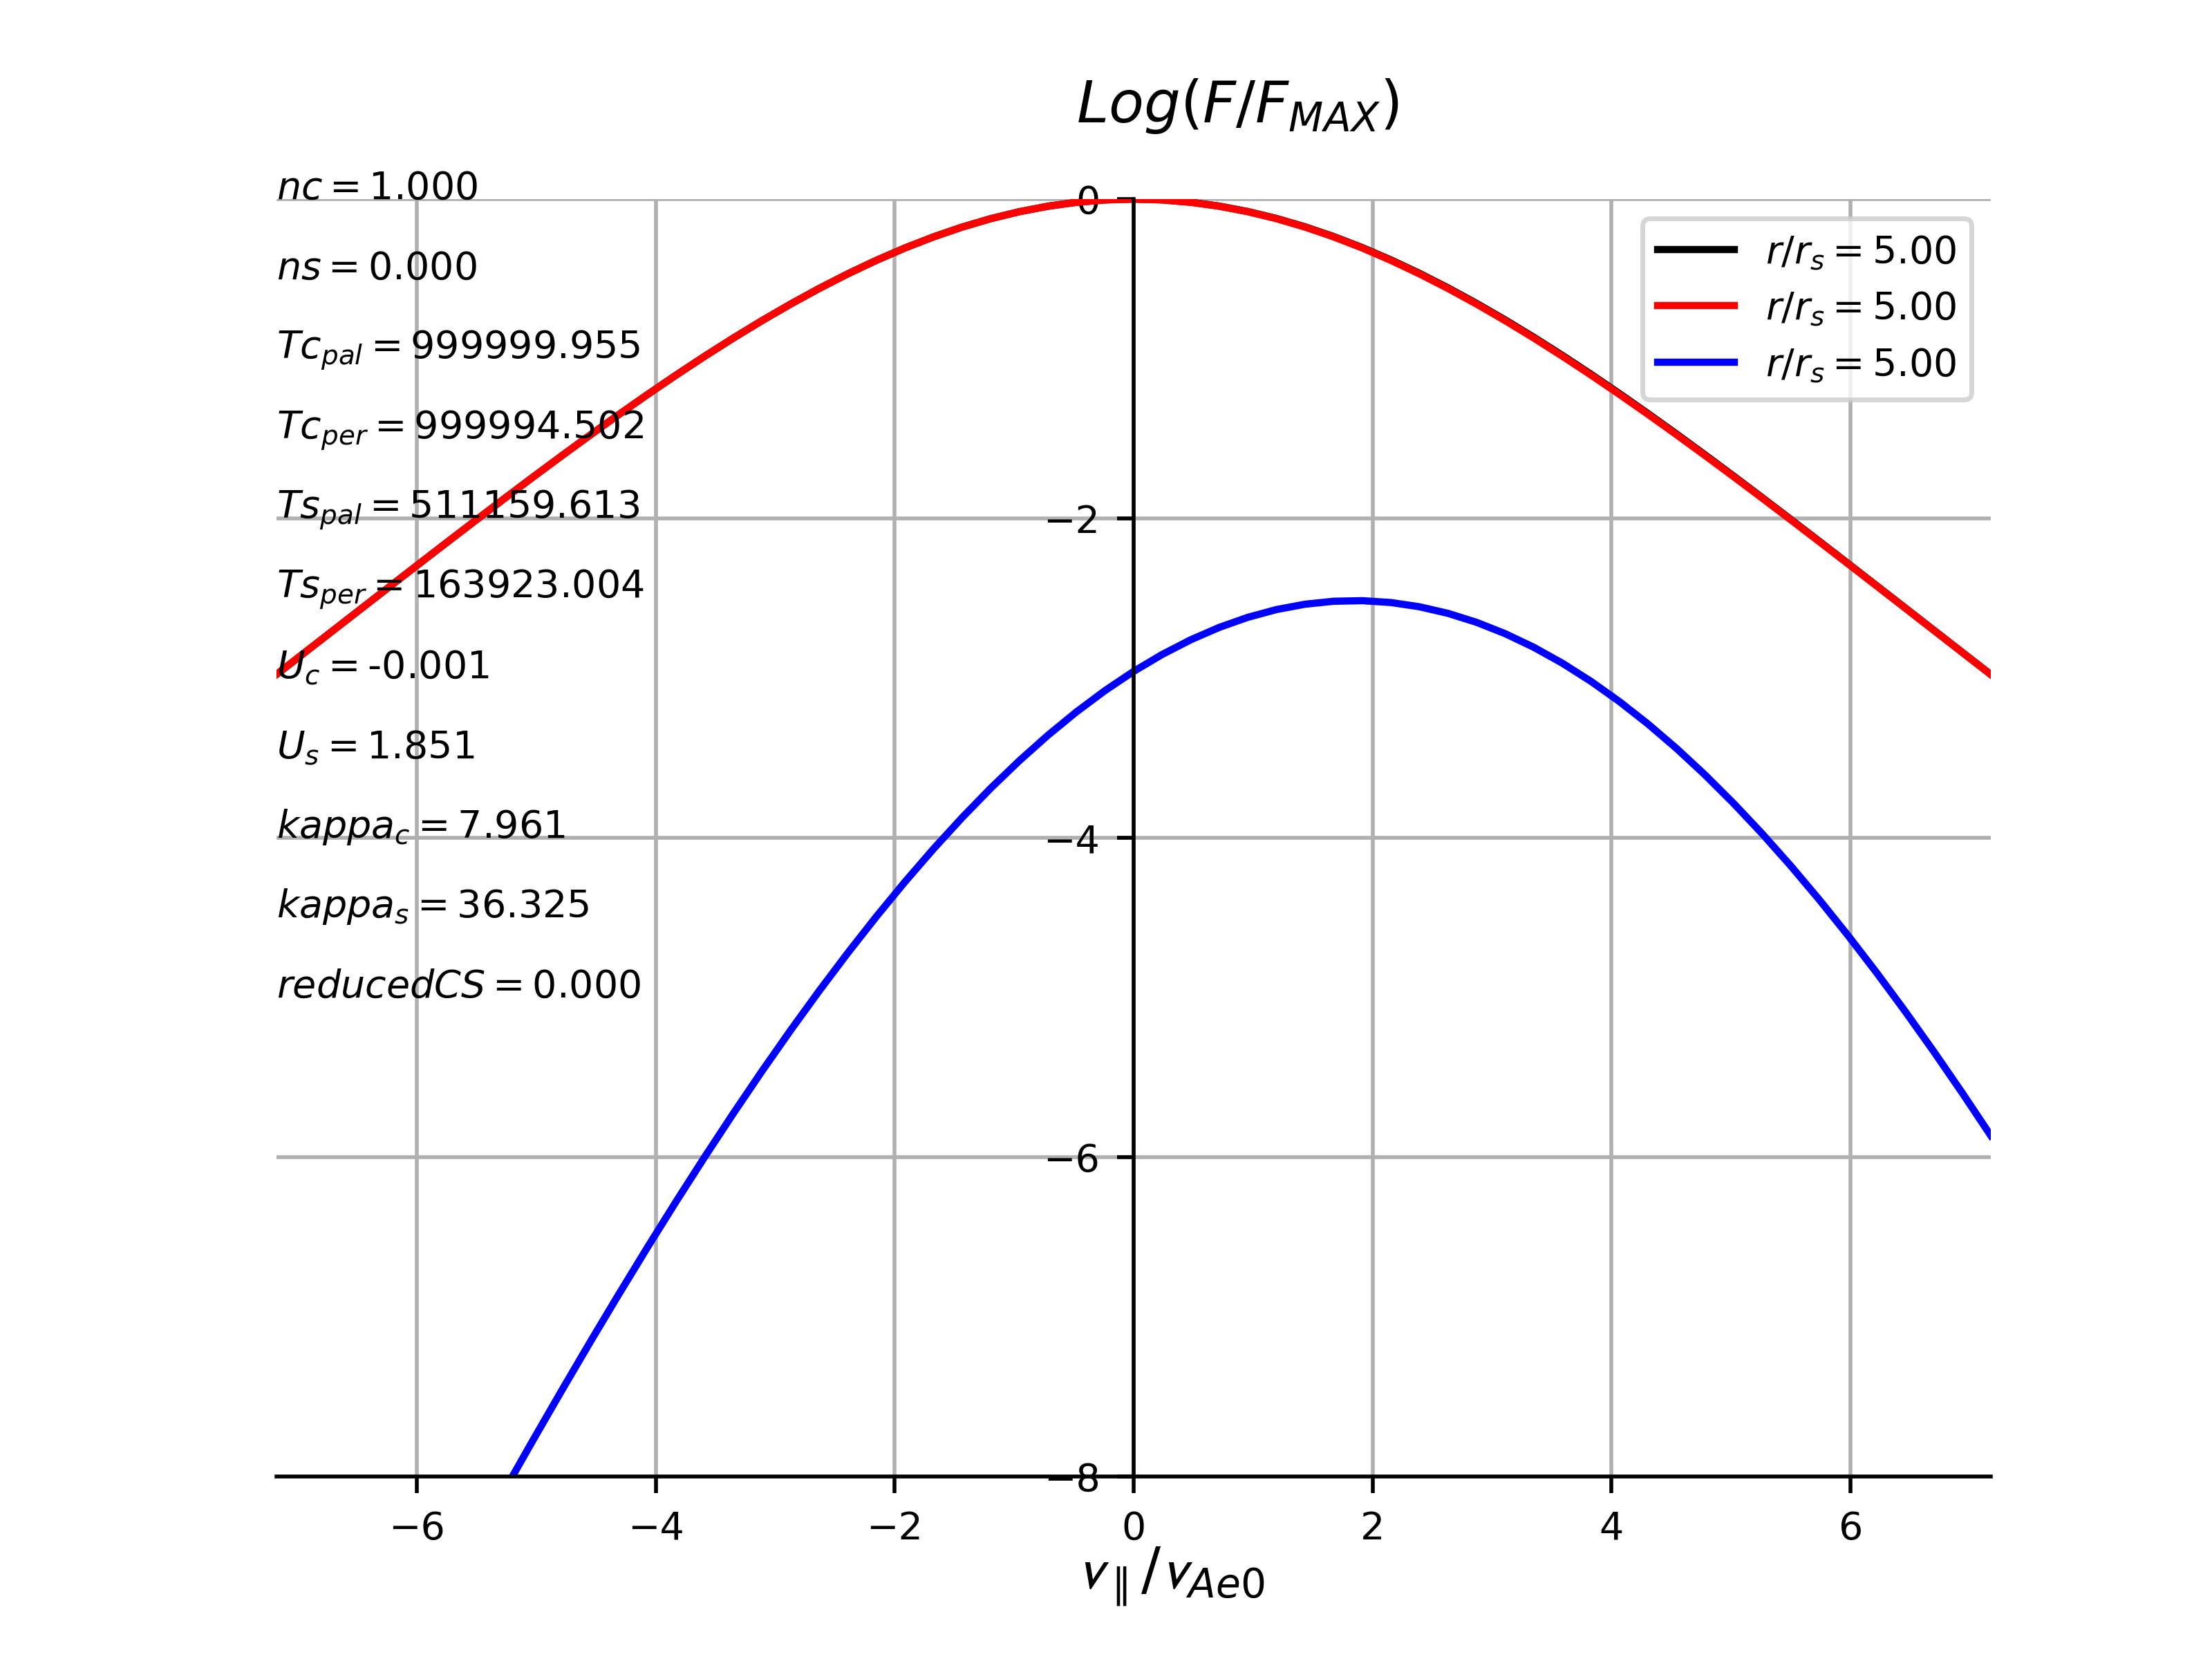 Log(F/F_MAX)
nc = 1.000
ns = 0.000
Tc_pal = 999999.955
Tc_per = 999994.502
Ts_pal = 511159.613
Ts_per = 163923.004
U_c = -0.001
U_s = 1.851
kappa_c = 7.961
kappa_s = 36.325
reducedCS = 0.000
0
−2
−4
−6
−8
r/r_s = 5.00
r/r_s = 5.00
r/r_s = 5.00
−6 −4 −2 0 2 4 6
v_∥/v_Ae0